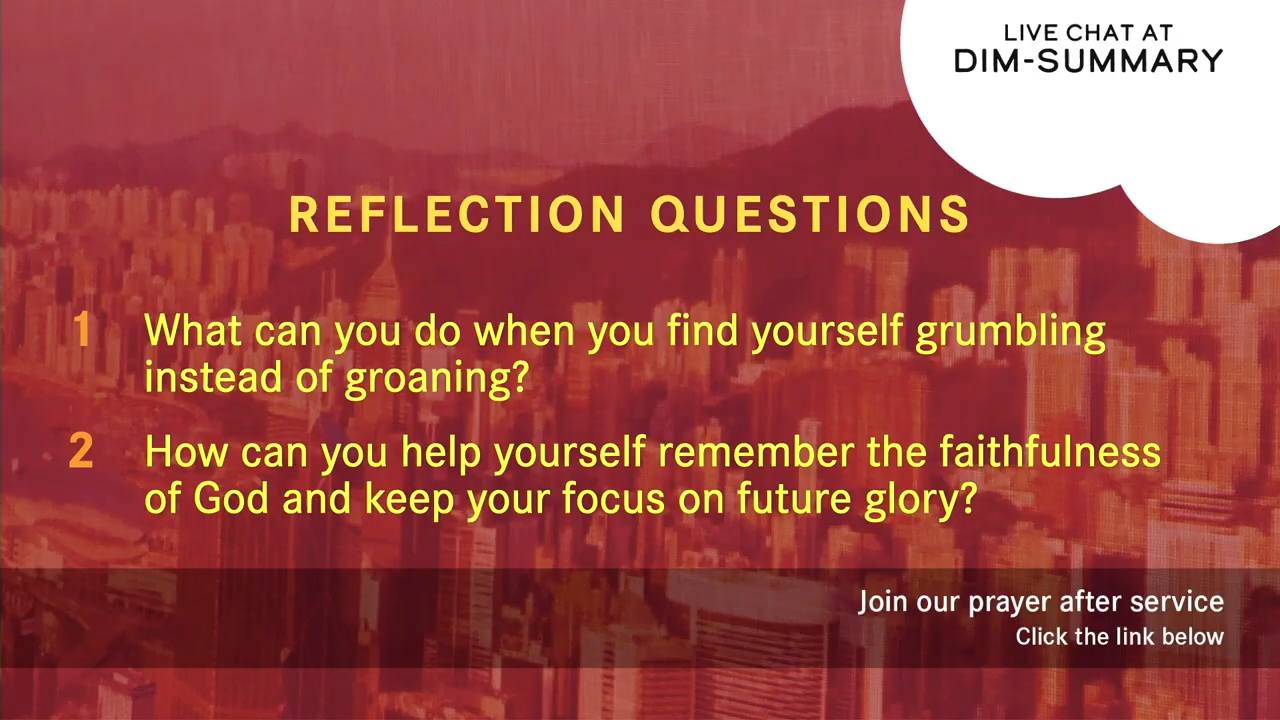 LIVE CHAT AT
DIM-SUMMARY
REFLECTION QUESTIONS
1 What can you do when you find yourself grumbling
instead of groaning?
2 How can you help yourself remember the faithfulness
of God and keep your focus on future glory?
Join our prayer after service
Click the link below